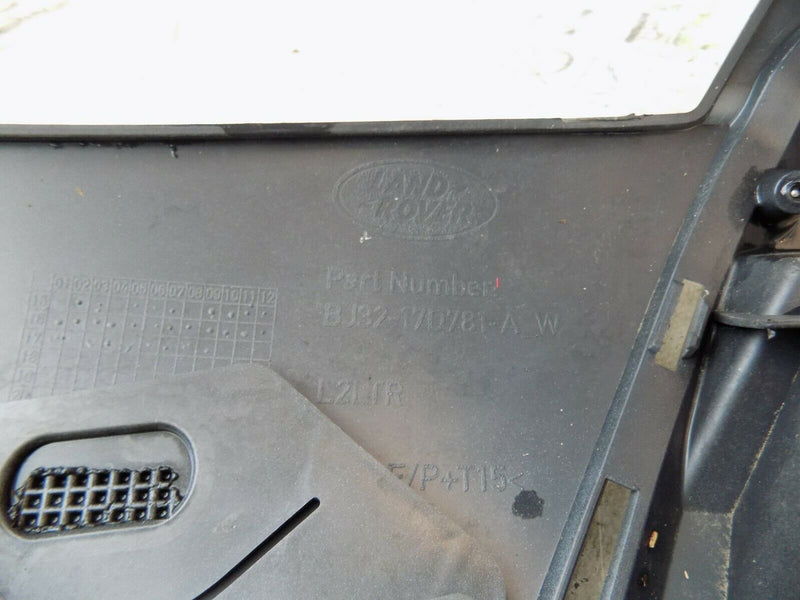 LAND
ROVER
Part Number
BJ32-17D781-A_W
01 02 03 04 05 06 07 08 09 10 11 12
L2LTR
E/P+T15<